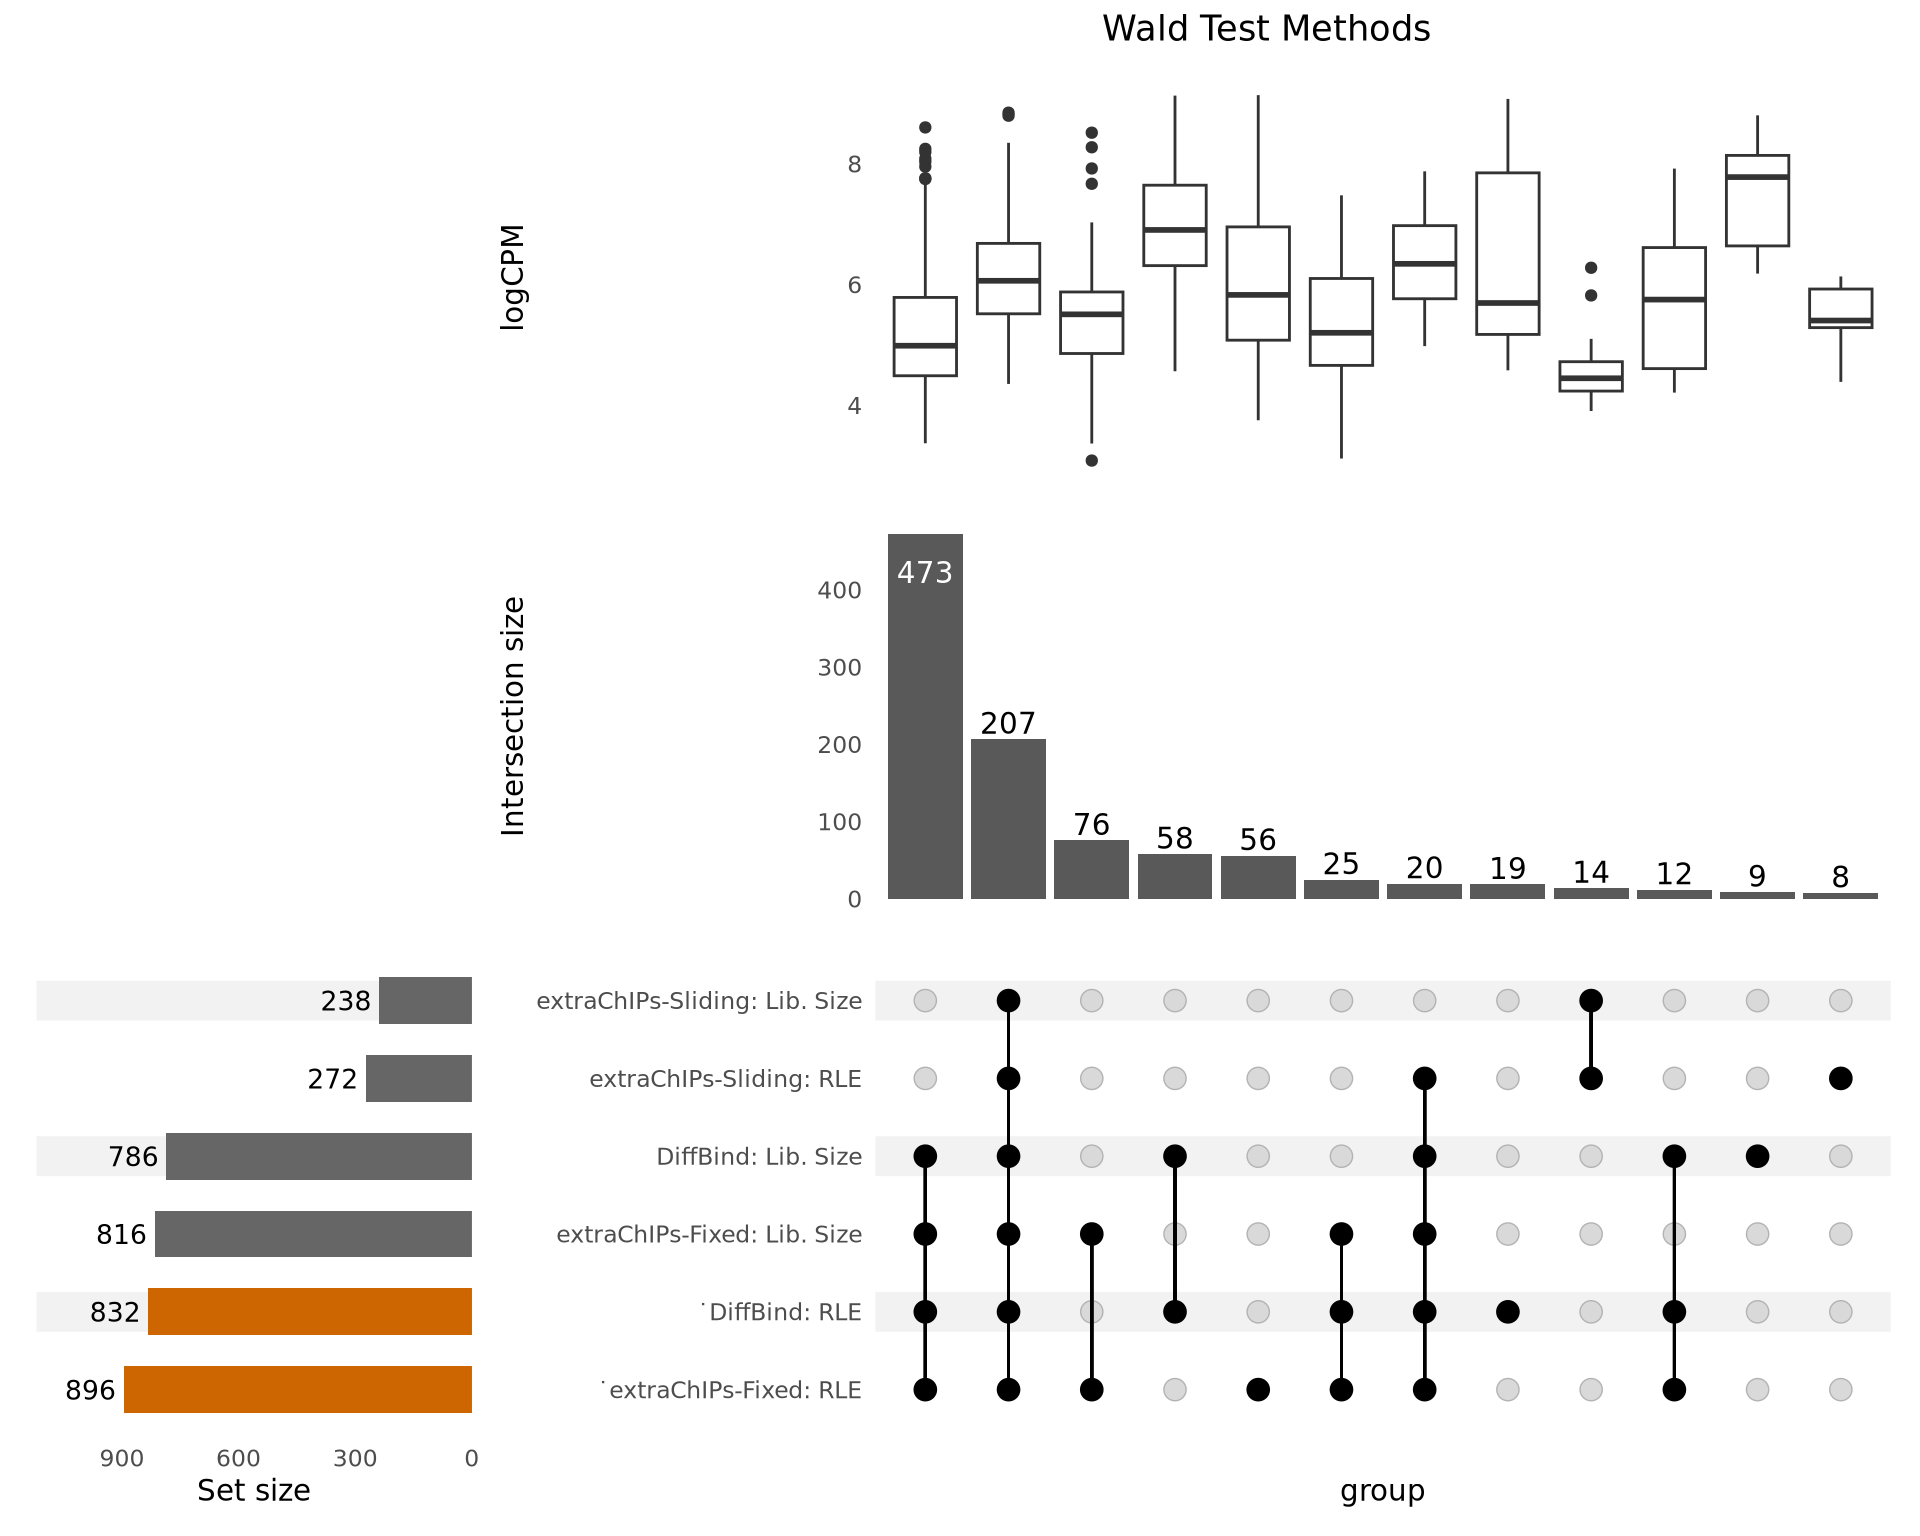 Wald Test Methods
logCPM
8
6
4
Intersection size
400
300
200
100
0
473
207
76
58
56
25
20
19
14
12
9
8
238
extraChIPs-Sliding: Lib. Size
272
extraChIPs-Sliding: RLE
786
DiffBind: Lib. Size
816
extraChIPs-Fixed: Lib. Size
832
˙DiffBind: RLE
896
˙extraChIPs-Fixed: RLE
900
600
300
0
Set size
group